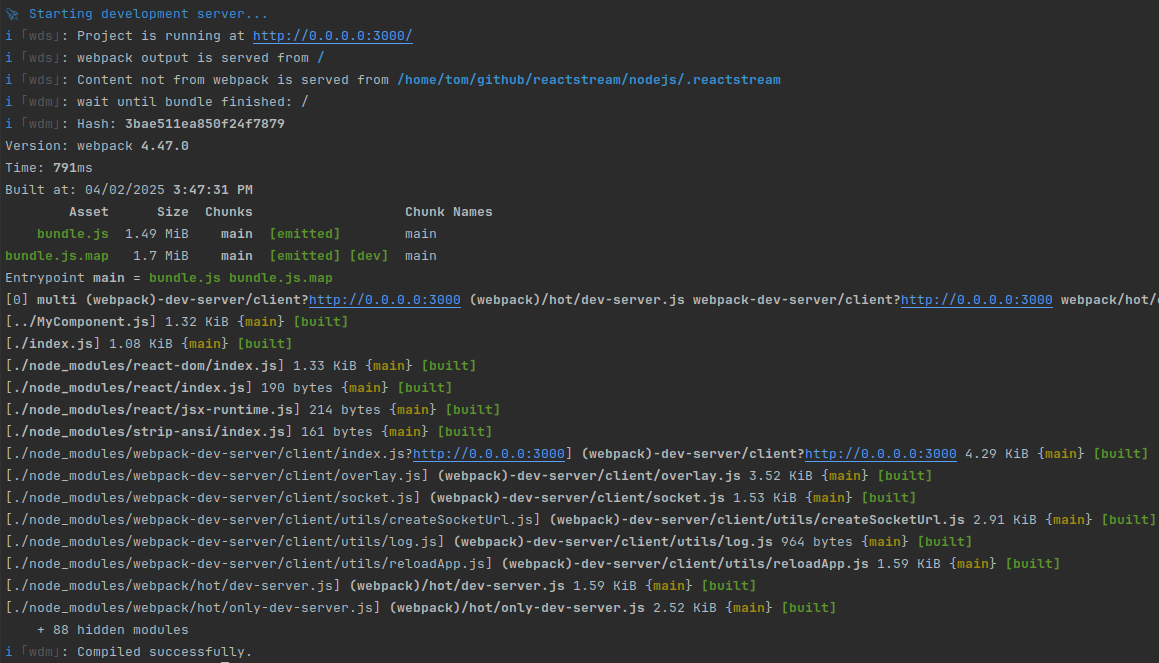 🚀 Starting development server...
i ｢wds｣: Project is running at http://0.0.0.0:3000/
i ｢wds｣: webpack output is served from /
i ｢wds｣: Content not from webpack is served from /home/tom/github/reactstream/nodejs/.reactstream
i ｢wdm｣: wait until bundle finished: /
i ｢wdm｣: Hash: 3bae511ea850f24f7879
Version: webpack 4.47.0
Time: 791ms
Built at: 04/02/2025 3:47:31 PM
        Asset      Size  Chunks                   Chunk Names
    bundle.js  1.49 MiB    main  [emitted]        main
bundle.js.map   1.7 MiB    main  [emitted] [dev]  main
Entrypoint main = bundle.js bundle.js.map
[0] multi (webpack)-dev-server/client?http://0.0.0.0:3000 (webpack)/hot/dev-server.js webpack-dev-server/client?http://0.0.0.0:3000 webpack/hot/
[../MyComponent.js] 1.32 KiB {main} [built]
[./index.js] 1.08 KiB {main} [built]
[./node_modules/react-dom/index.js] 1.33 KiB {main} [built]
[./node_modules/react/index.js] 190 bytes {main} [built]
[./node_modules/react/jsx-runtime.js] 214 bytes {main} [built]
[./node_modules/strip-ansi/index.js] 161 bytes {main} [built]
[./node_modules/webpack-dev-server/client/index.js?http://0.0.0.0:3000] (webpack)-dev-server/client?http://0.0.0.0:3000 4.29 KiB {main} [built]
[./node_modules/webpack-dev-server/client/overlay.js] (webpack)-dev-server/client/overlay.js 3.52 KiB {main} [built]
[./node_modules/webpack-dev-server/client/socket.js] (webpack)-dev-server/client/socket.js 1.53 KiB {main} [built]
[./node_modules/webpack-dev-server/client/utils/createSocketUrl.js] (webpack)-dev-server/client/utils/createSocketUrl.js 2.91 KiB {main} [built]
[./node_modules/webpack-dev-server/client/utils/log.js] (webpack)-dev-server/client/utils/log.js 964 bytes {main} [built]
[./node_modules/webpack-dev-server/client/utils/reloadApp.js] (webpack)-dev-server/client/utils/reloadApp.js 1.59 KiB {main} [built]
[./node_modules/webpack/hot/dev-server.js] (webpack)/hot/dev-server.js 1.59 KiB {main} [built]
[./node_modules/webpack/hot/only-dev-server.js] (webpack)/hot/only-dev-server.js 2.52 KiB {main} [built]
    + 88 hidden modules
i ｢wdm｣: Compiled successfully.